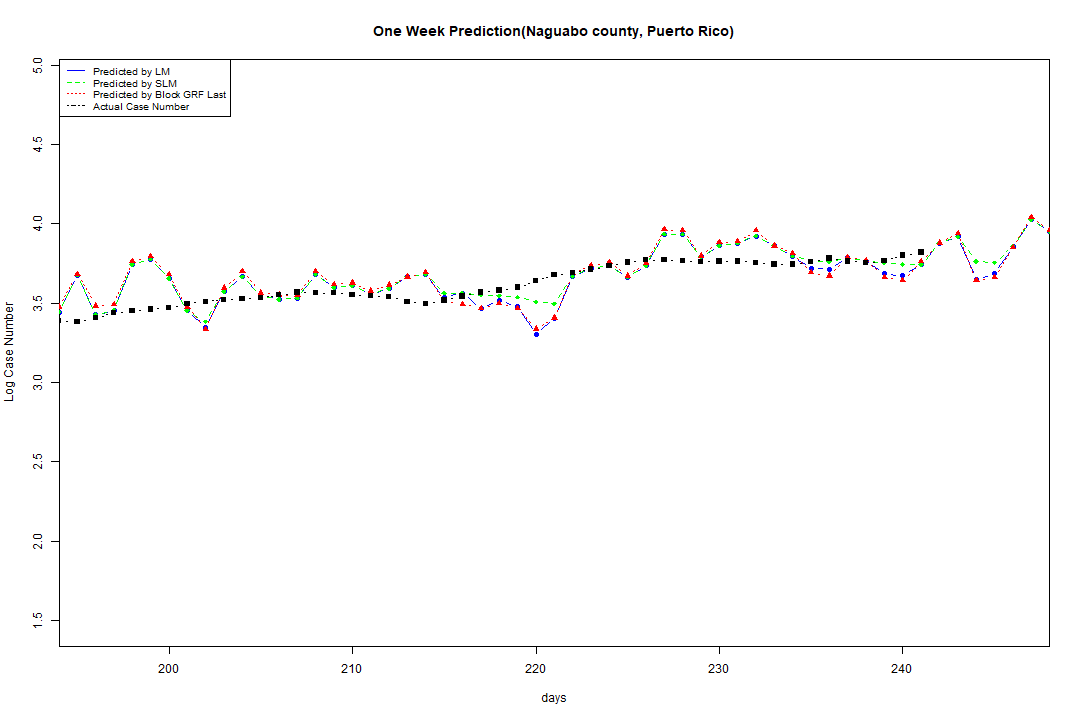 One Week Prediction(Naguabo county, Puerto Rico)
Predicted by LM
Predicted by SLM
Predicted by Block GRF Last
Actual Case Number
5.0
4.5
4.0
3.5
3.0
2.5
2.0
1.5
Log Case Number
200 210 220 230 240
days